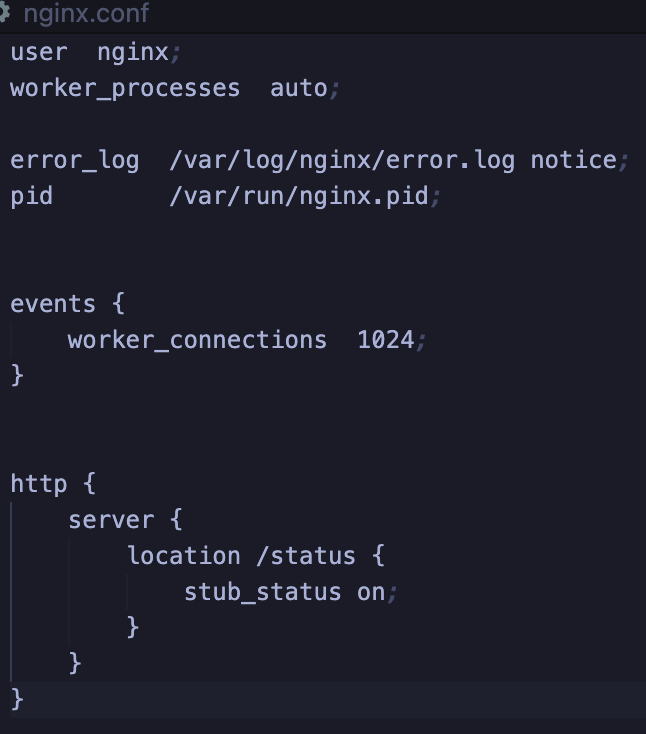 nginx.conf
user  nginx;
worker_processes  auto;
error_log  /var/log/nginx/error.log notice;
pid        /var/run/nginx.pid;
events {
    worker_connections  1024;
}
http {
    server {
        location /status {
            stub_status on;
        }
    }
}